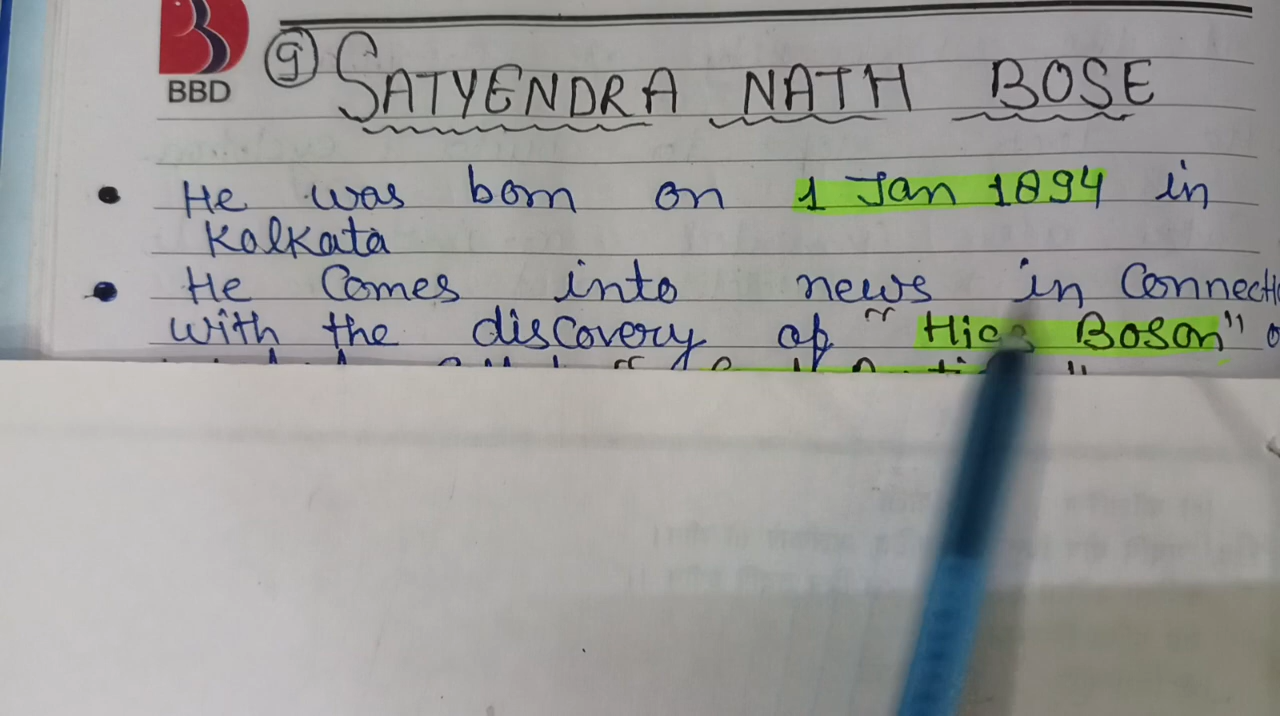 BBD
9 SATYENDRA NATH BOSE
• He was born on 1 Jan 1894 in
Kolkata
• He Comes into news in
with the discovery of " Boson"